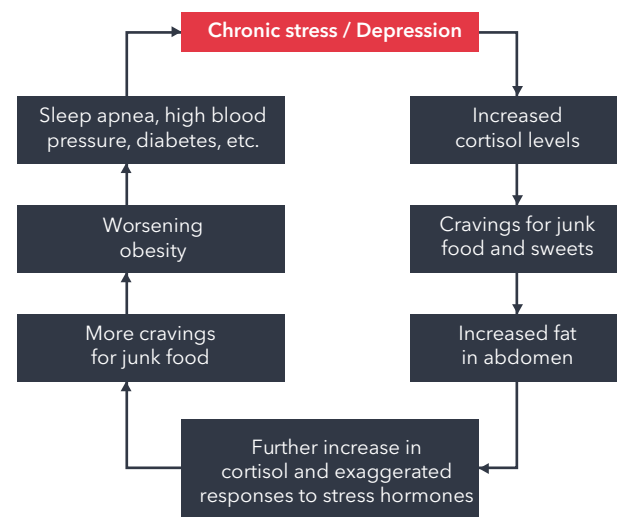 Chronic stress / Depression
Increased
cortisol levels
Cravings for junk
food and sweets
Increased fat
in abdomen
Further increase in
cortisol and exaggerated
responses to stress hormones
More cravings
for junk food
Worsening
obesity
Sleep apnea, high blood
pressure, diabetes, etc.